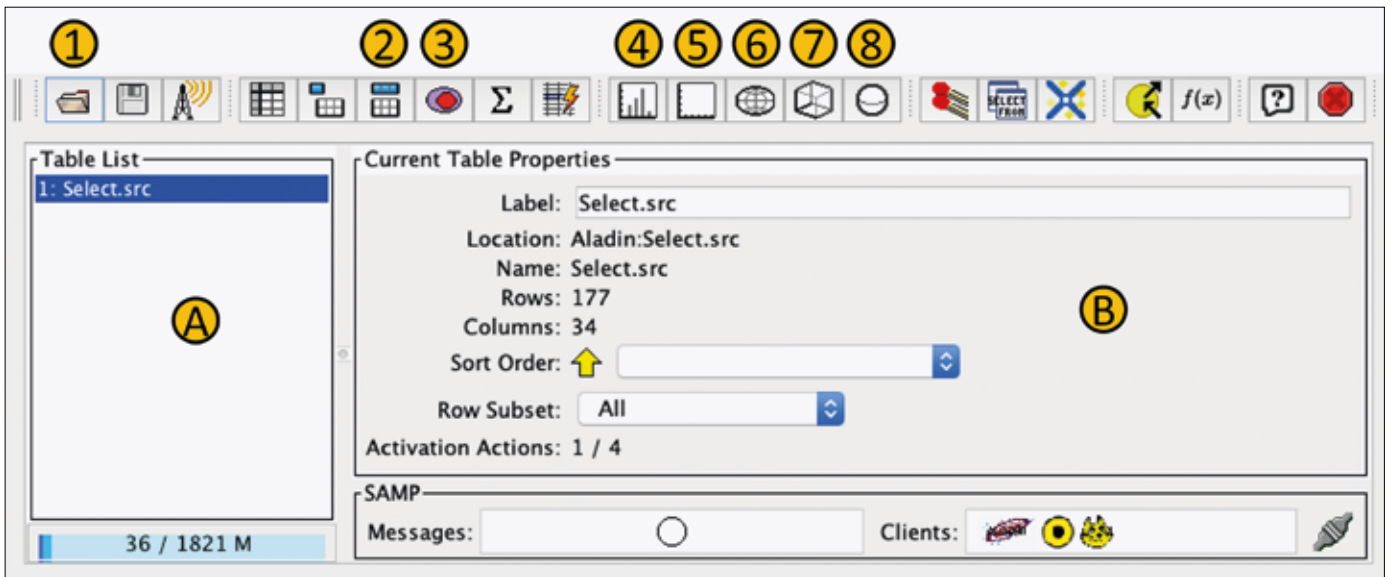 1 2 3 4 5 6 7 8
Σ SELECT FROM f(x) ?
Table List
1: Select.src
A
36 / 1821 M
Current Table Properties
Label: Select.src
Location: Aladin:Select.src
Name: Select.src
Rows: 177
Columns: 34
Sort Order:
Row Subset: All
Activation Actions: 1 / 4
B
SAMP
Messages: Clients: